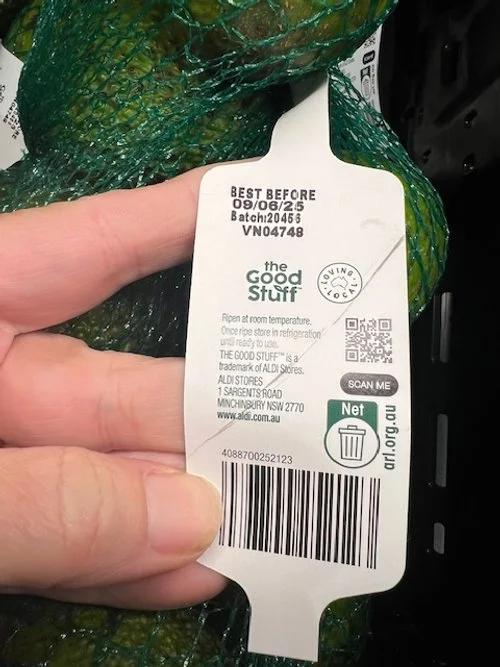 BEST BEFORE
09/06/25
Batch:20456
VN04748
the
Good
Stuff™
LOVING LOCAL
Ripen at room temperature.
Once ripe store in refrigeration
until ready to use.
THE GOOD STUFF™ is a
trademark of ALDI Stores.
ALDI STORES
1 SARGENTS ROAD
MINCHINBURY NSW 2770
www.aldi.com.au
SCAN ME
Net
arl.org.au
4088700252123